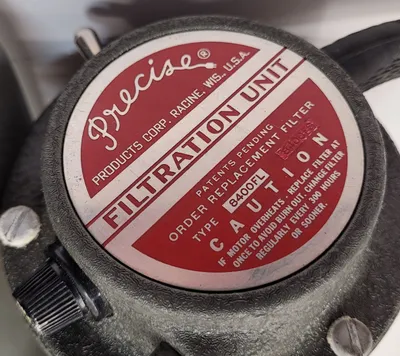 Precise®
PRODUCTS CORP. RACINE, WIS. U.S.A.
FILTRATION UNIT
PATENTS PENDING
ORDER REPLACEMENT FILTER
TYPE 6400FL
CAUTION
IF MOTOR OVERHEATS, REPLACE FILTER AT
ONCE TO AVOID BURN OUT. CHANGE FILTER
REGULARLY EVERY 300 HOURS
OR SOONER.